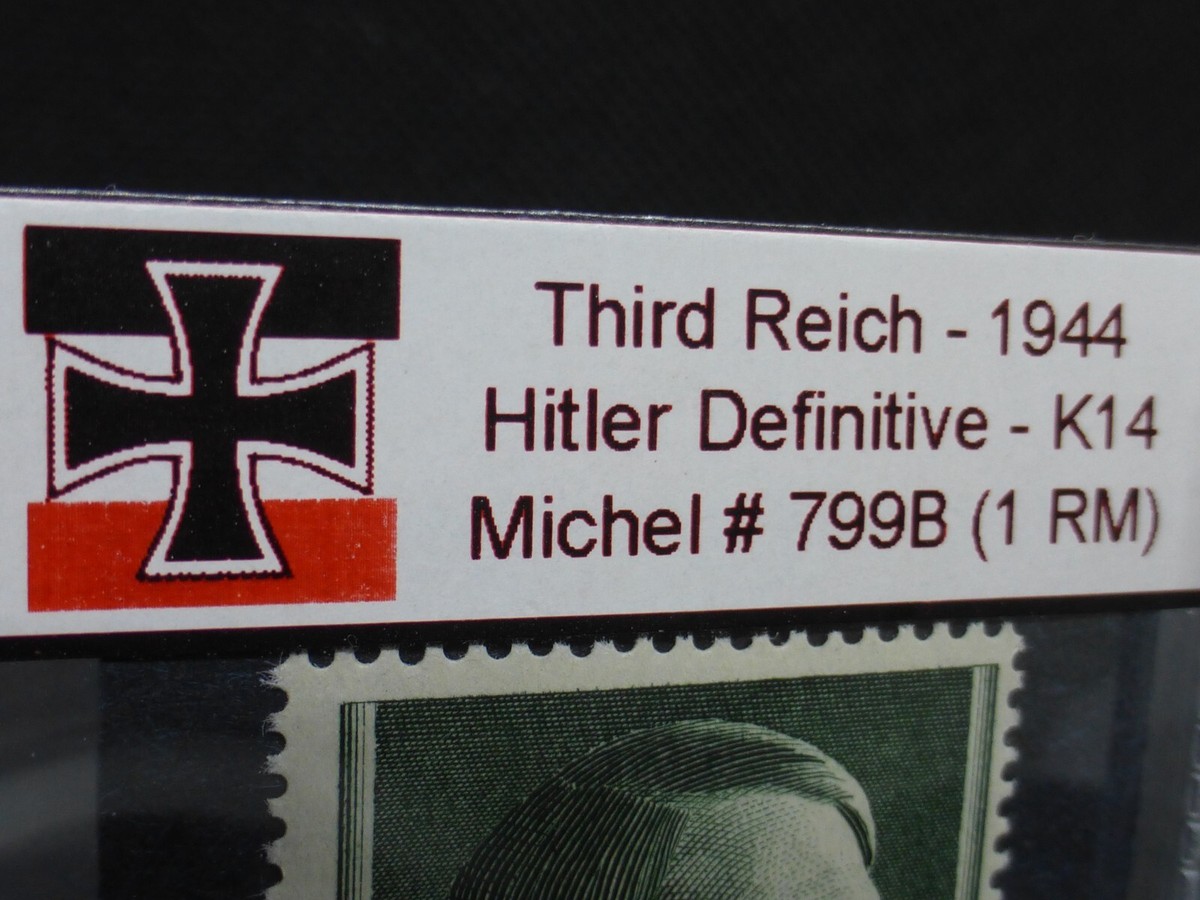 Third Reich - 1944
Hitler Definitive - K14
Michel # 799B (1 RM)